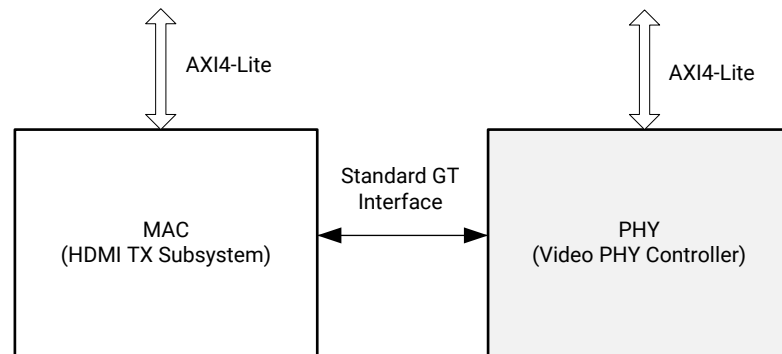 AXI4-Lite
AXI4-Lite
Standard GT
Interface
MAC
(HDMI TX Subsystem)
PHY
(Video PHY Controller)